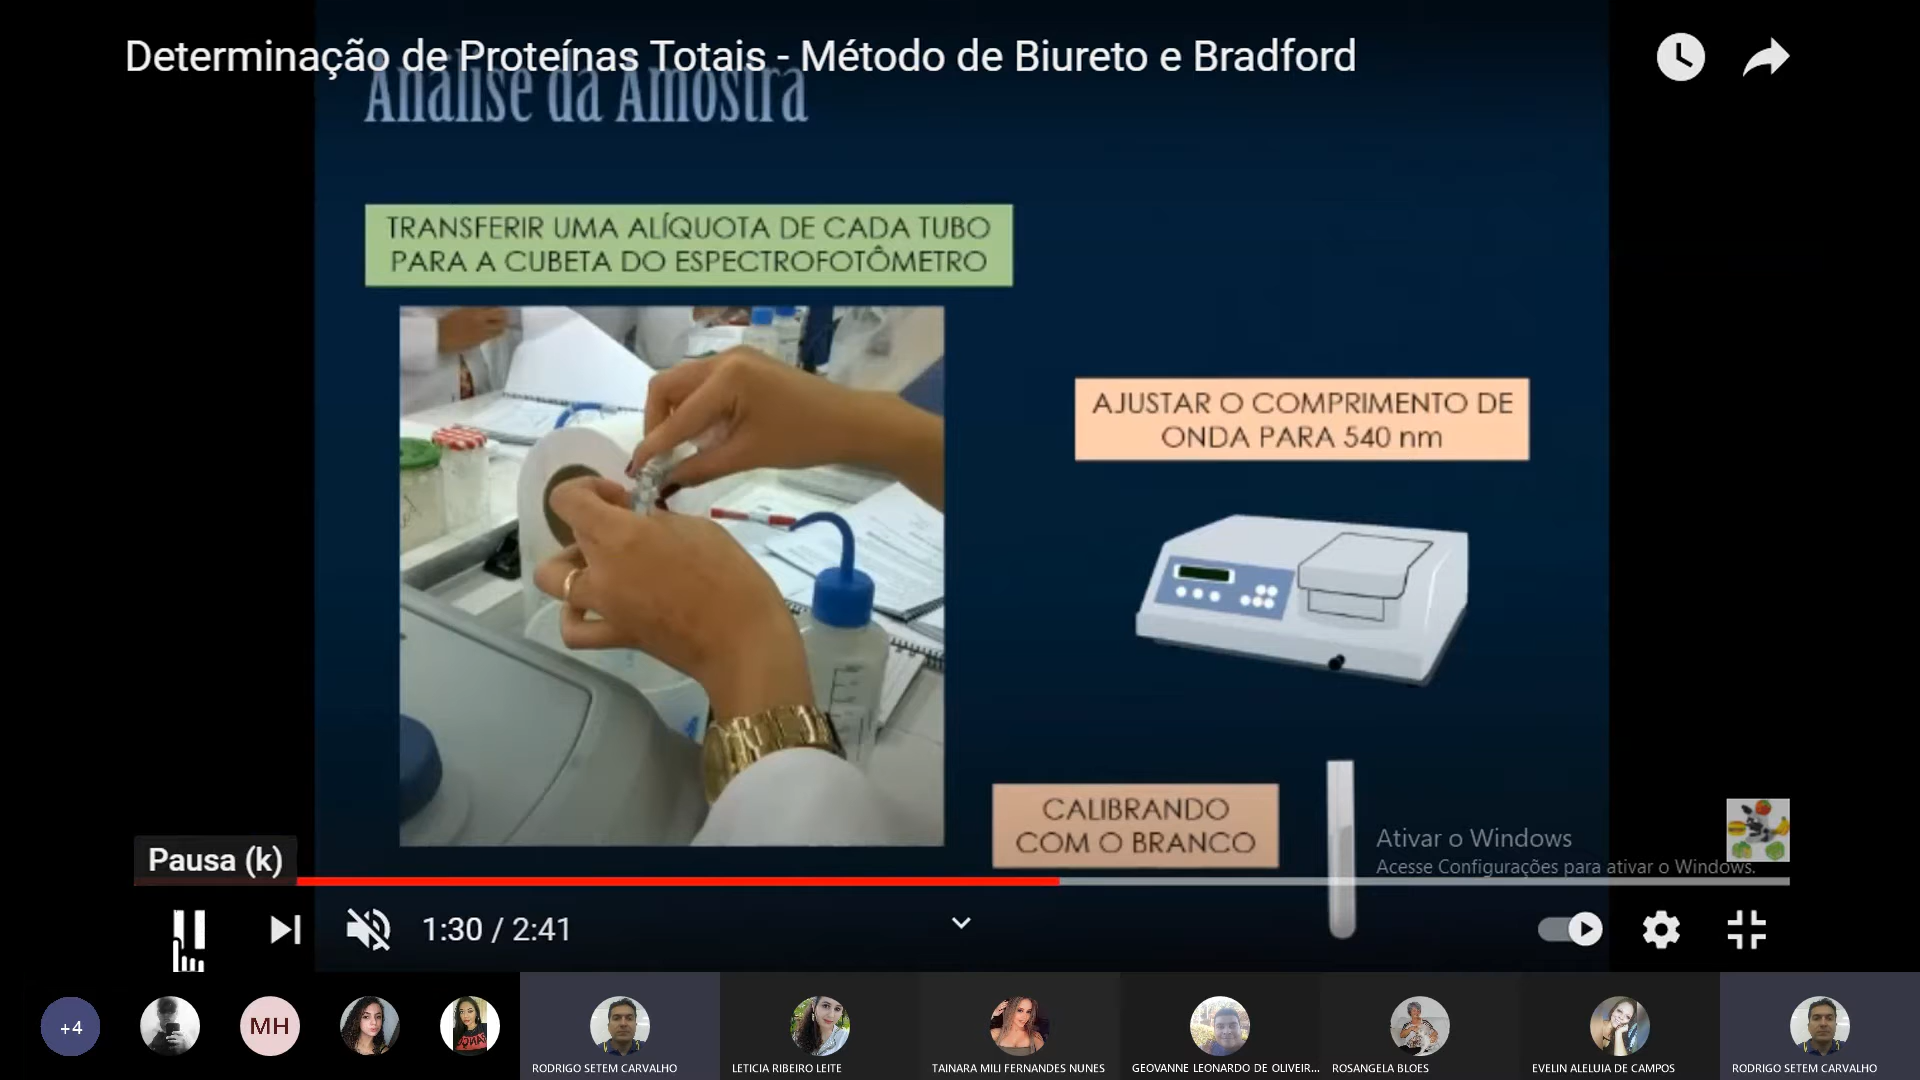 Determinação de Proteínas Totais - Método de Biureto e Bradford
Análise da Amostra
TRANSFERIR UMA ALÍQUOTA DE CADA TUBO
PARA A CUBETA DO ESPECTROFOTÔMETRO
AJUSTAR O COMPRIMENTO DE
ONDA PARA 540 nm
CALIBRANDO
COM O BRANCO
Ativar o Windows
Acesse Configurações para ativar o Windows.
Pausa (k)
1:30 / 2:41
+4
MH
RODRIGO SETEM CARVALHO
LETICIA RIBEIRO LEITE
TAINARA MILI FERNANDES NUNES
GEOVANNE LEONARDO DE OLIVEIR...
ROSANGELA BLOES
EVELIN ALELUIA DE CAMPOS
RODRIGO SETEM CARVALHO